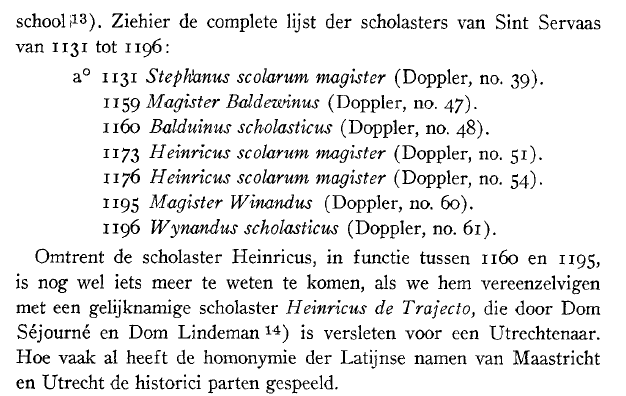 school¹³). Ziehier de complete lijst der scholasters van Sint Servaas
van 1131 tot 1196:
a° 1131 Stephanus scolarum magister (Doppler, no. 39).
1159 Magister Baldewinus (Doppler, no. 47).
1160 Balduinus scholasticus (Doppler, no. 48).
1173 Heinricus scolarum magister (Doppler, no. 51).
1176 Heinricus scolarum magister (Doppler, no. 54).
1195 Magister Winandus (Doppler, no. 60).
1196 Wynandus scholasticus (Doppler, no. 61).
Omtrent de scholaster Heinricus, in functie tussen 1160 en 1195,
is nog wel iets meer te weten te komen, als we hem vereenzelvigen
met een gelijknamige scholaster Heinricus de Trajecto, die door Dom
Séjourné en Dom Lindeman ¹⁴) is versleten voor een Utrechtenaar.
Hoe vaak al heeft de homonymie der Latijnse namen van Maastricht
en Utrecht de historici parten gespeeld.